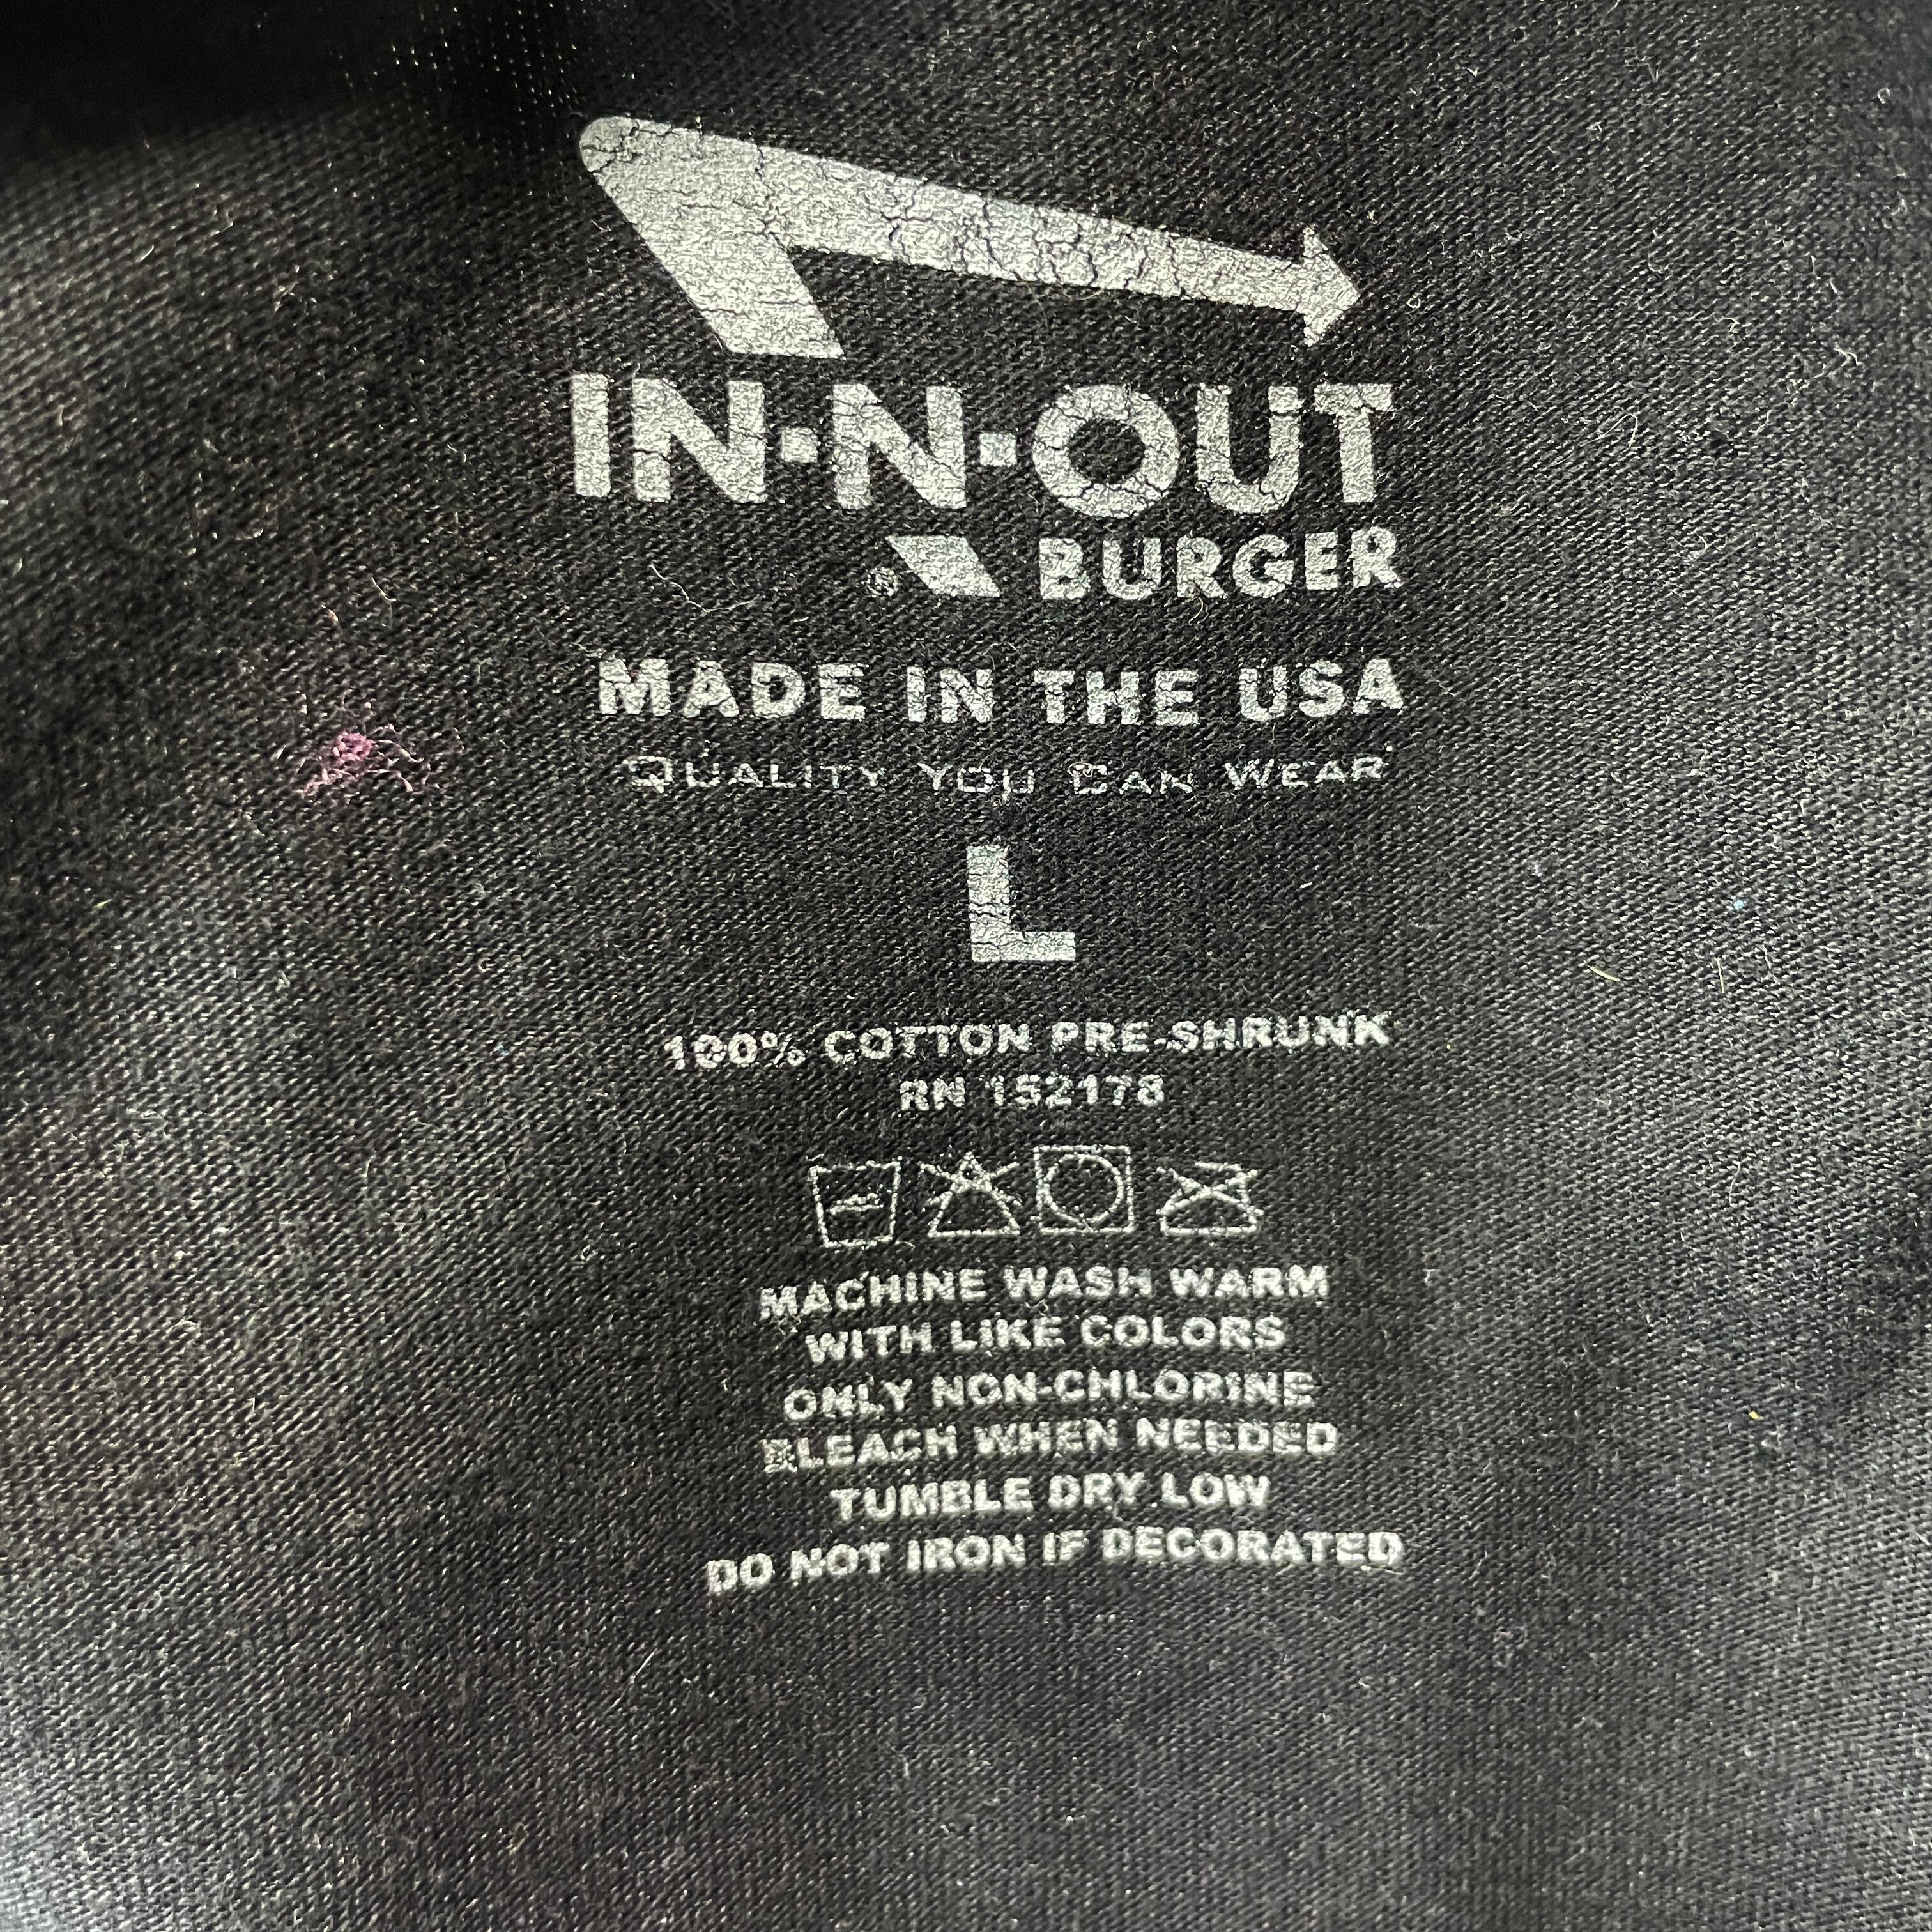 IN-N-OUT
® BURGER
MADE IN THE USA
QUALITY YOU CAN WEAR
L
100% COTTON PRE-SHRUNK
RN 152178
MACHINE WASH WARM
WITH LIKE COLORS
ONLY NON-CHLORINE
BLEACH WHEN NEEDED
TUMBLE DRY LOW
DO NOT IRON IF DECORATED